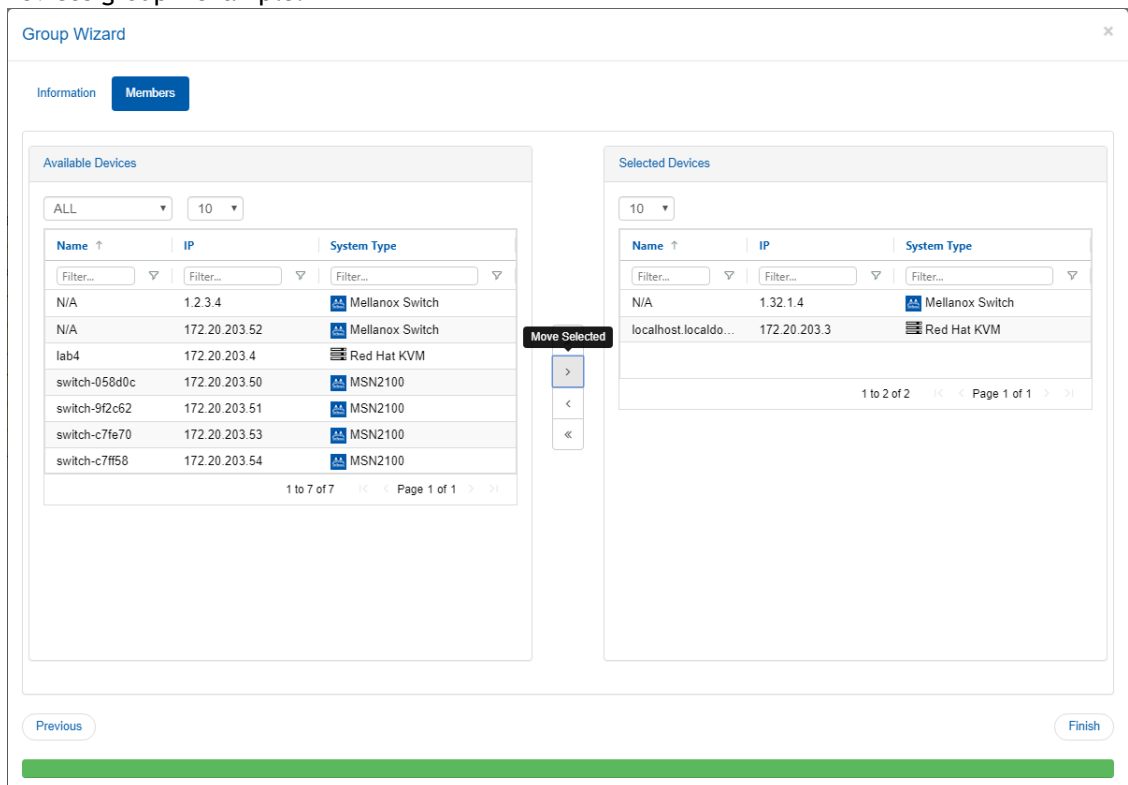 Group Wizard
×
Information Members
Available Devices
ALL 10
Name ↑ IP System Type
Filter... Filter... Filter...
N/A 1.2.3.4 Mellanox Switch
N/A 172.20.203.52 Mellanox Switch
lab4 172.20.203.4 Red Hat KVM
switch-058d0c 172.20.203.50 MSN2100
switch-9f2c62 172.20.203.51 MSN2100
switch-c7fe70 172.20.203.53 MSN2100
switch-c7ff58 172.20.203.54 MSN2100
1 to 7 of 7 Page 1 of 1
Move Selected
>
<
«
Selected Devices
10
Name ↑ IP System Type
Filter... Filter... Filter...
N/A 1.32.1.4 Mellanox Switch
localhost.localdo... 172.20.203.3 Red Hat KVM
1 to 2 of 2 Page 1 of 1
Previous
Finish